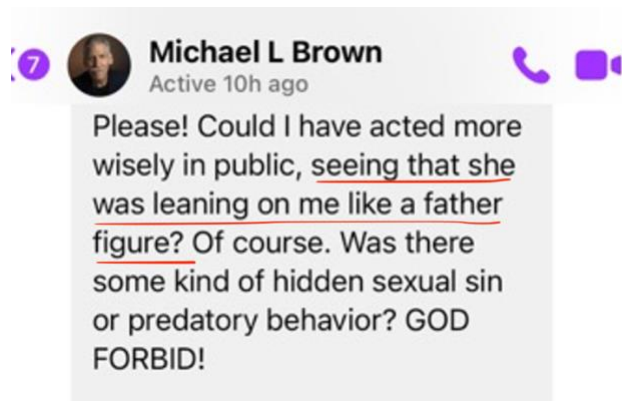 7
Michael L Brown
Active 10h ago
Please! Could I have acted more
wisely in public, seeing that she
was leaning on me like a father
figure? Of course. Was there
some kind of hidden sexual sin
or predatory behavior? GOD
FORBID!